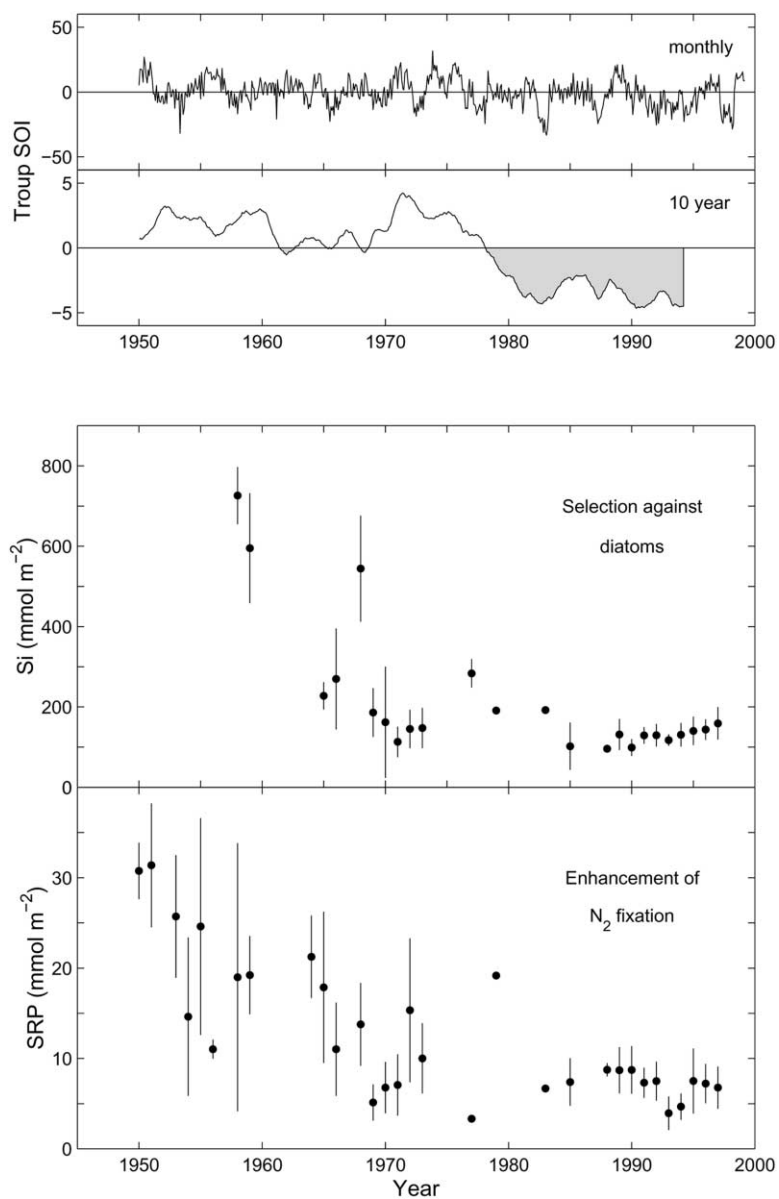 50
monthly
0
−50
Troup SOI
5
10 year
0
−5
1950 1960 1970 1980 1990 2000
800
Selection against
diatoms
600
Si (mmol m−2)
400
200
0
30
Enhancement of
N2 fixation
20
SRP (mmol m−2)
10
0
1950 1960 1970 1980 1990 2000
Year